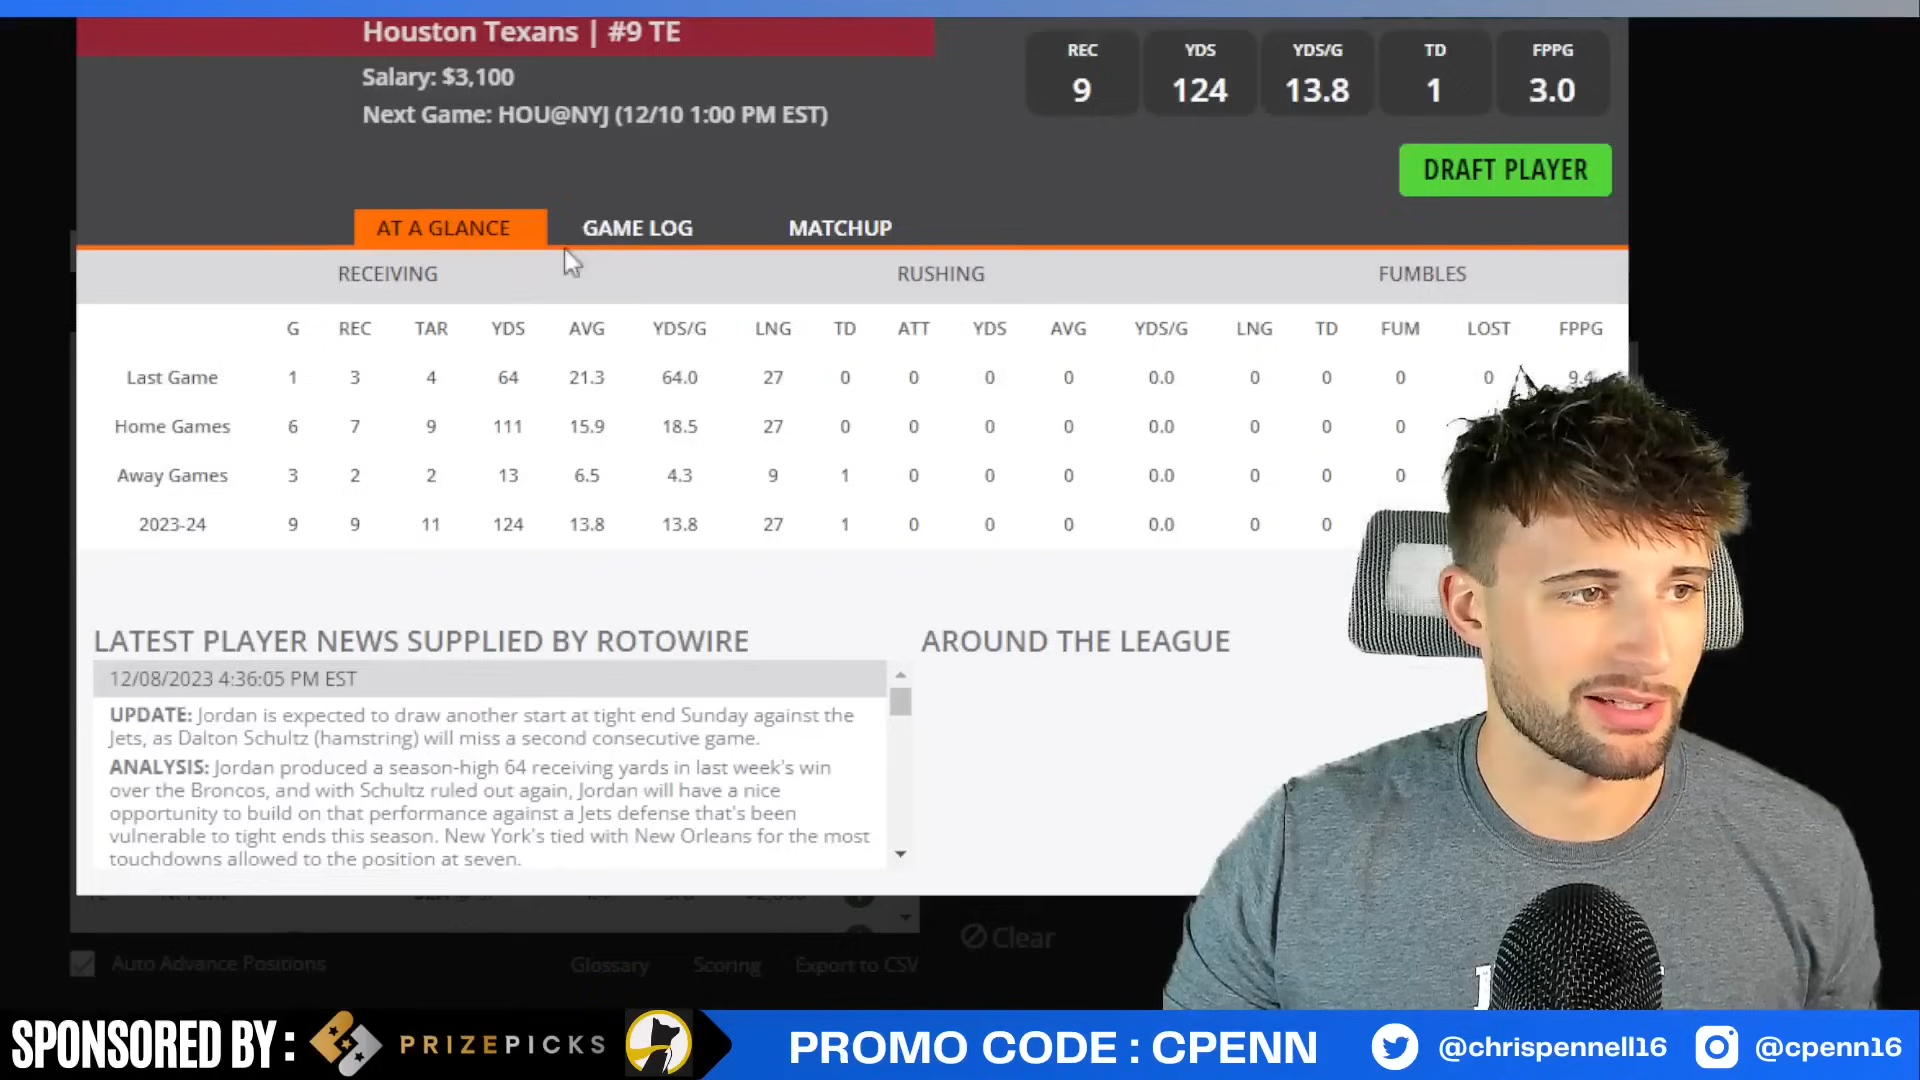 Houston Texans | #9 TE
Salary: $3,100
Next Game: HOU@NYJ (12/10 1:00 PM EST)
REC YDS YDS/G TD FPPG
9 124 13.8 1 3.0
DRAFT PLAYER
AT A GLANCE GAME LOG MATCHUP
RECEIVING RUSHING FUMBLES
G REC TAR YDS AVG YDS/G LNG TD ATT YDS AVG YDS/G LNG TD FUM LOST FPPG
Last Game 1 3 4 64 21.3 64.0 27 0 0 0 0 0.0 0 0 0 0 9.4
Home Games 6 7 9 111 15.9 18.5 27 0 0 0 0 0.0 0 0 0
Away Games 3 2 2 13 6.5 4.3 9 1 0 0 0 0.0 0 0 0
2023-24 9 9 11 124 13.8 13.8 27 1 0 0 0 0.0 0 0
LATEST PLAYER NEWS SUPPLIED BY ROTOWIRE
AROUND THE LEAGUE
12/08/2023 4:36:05 PM EST
UPDATE: Jordan is expected to draw another start at tight end Sunday against the
Jets, as Dalton Schultz (hamstring) will miss a second consecutive game.
ANALYSIS: Jordan produced a season-high 64 receiving yards in last week's win
over the Broncos, and with Schultz ruled out again, Jordan will have a nice
opportunity to build on that performance against a Jets defense that's been
vulnerable to tight ends this season. New York's tied with New Orleans for the most
touchdowns allowed to the position at seven.
Clear
Auto Advance Positions Glossary Scoring Export to CSV
SPONSORED BY : PRIZEPICKS PROMO CODE : CPENN @chrispennell16 @cpenn16